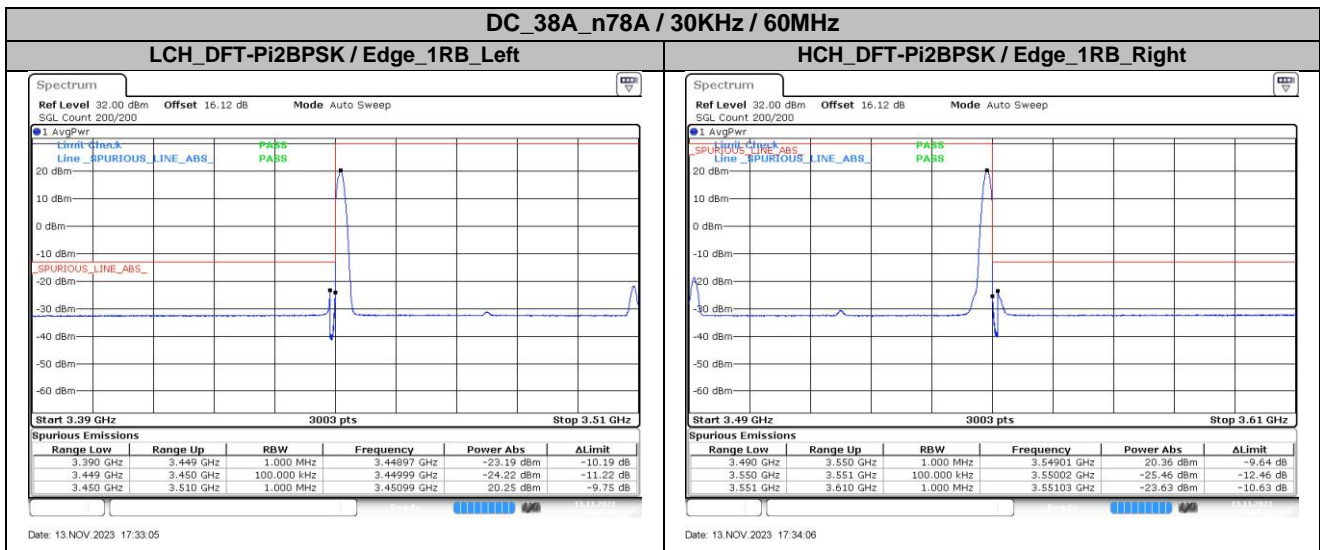 DC_38A_n78A / 30KHz / 60MHz
LCH_DFT-Pi2BPSK / Edge_1RB_Left
HCH_DFT-Pi2BPSK / Edge_1RB_Right
Spectrum
Ref Level 32.00 dBm Offset 16.12 dB Mode Auto Sweep
SGL Count 200/200
1 AvgPwr
Limit Check PASS
Line _SPURIOUS_LINE_ABS_ PASS
20 dBm
10 dBm
0 dBm
-10 dBm
_SPURIOUS_LINE_ABS_
-20 dBm
-30 dBm
-40 dBm
-50 dBm
-60 dBm
Start 3.39 GHz 3003 pts Stop 3.51 GHz
Spurious Emissions
Range Low Range Up RBW Frequency Power Abs ΔLimit
3.390 GHz 3.449 GHz 1.000 MHz 3.44897 GHz -23.19 dBm -10.19 dB
3.449 GHz 3.450 GHz 100.000 kHz 3.44999 GHz -24.22 dBm -11.22 dB
3.450 GHz 3.510 GHz 1.000 MHz 3.45099 GHz 20.25 dBm -9.75 dB
Date: 13.NOV.2023 17:33:05
Spectrum
Ref Level 32.00 dBm Offset 16.12 dB Mode Auto Sweep
SGL Count 200/200
1 AvgPwr
Limit Check PASS
_SPURIOUS_LINE_ABS_
Line _SPURIOUS_LINE_ABS_ PASS
20 dBm
10 dBm
0 dBm
-10 dBm
-20 dBm
-30 dBm
-40 dBm
-50 dBm
-60 dBm
Start 3.49 GHz 3003 pts Stop 3.61 GHz
Spurious Emissions
Range Low Range Up RBW Frequency Power Abs ΔLimit
3.490 GHz 3.550 GHz 1.000 MHz 3.54901 GHz 20.36 dBm -9.64 dB
3.550 GHz 3.551 GHz 100.000 kHz 3.55002 GHz -25.46 dBm -12.46 dB
3.551 GHz 3.610 GHz 1.000 MHz 3.55103 GHz -23.63 dBm -10.63 dB
Date: 13.NOV.2023 17:34:06